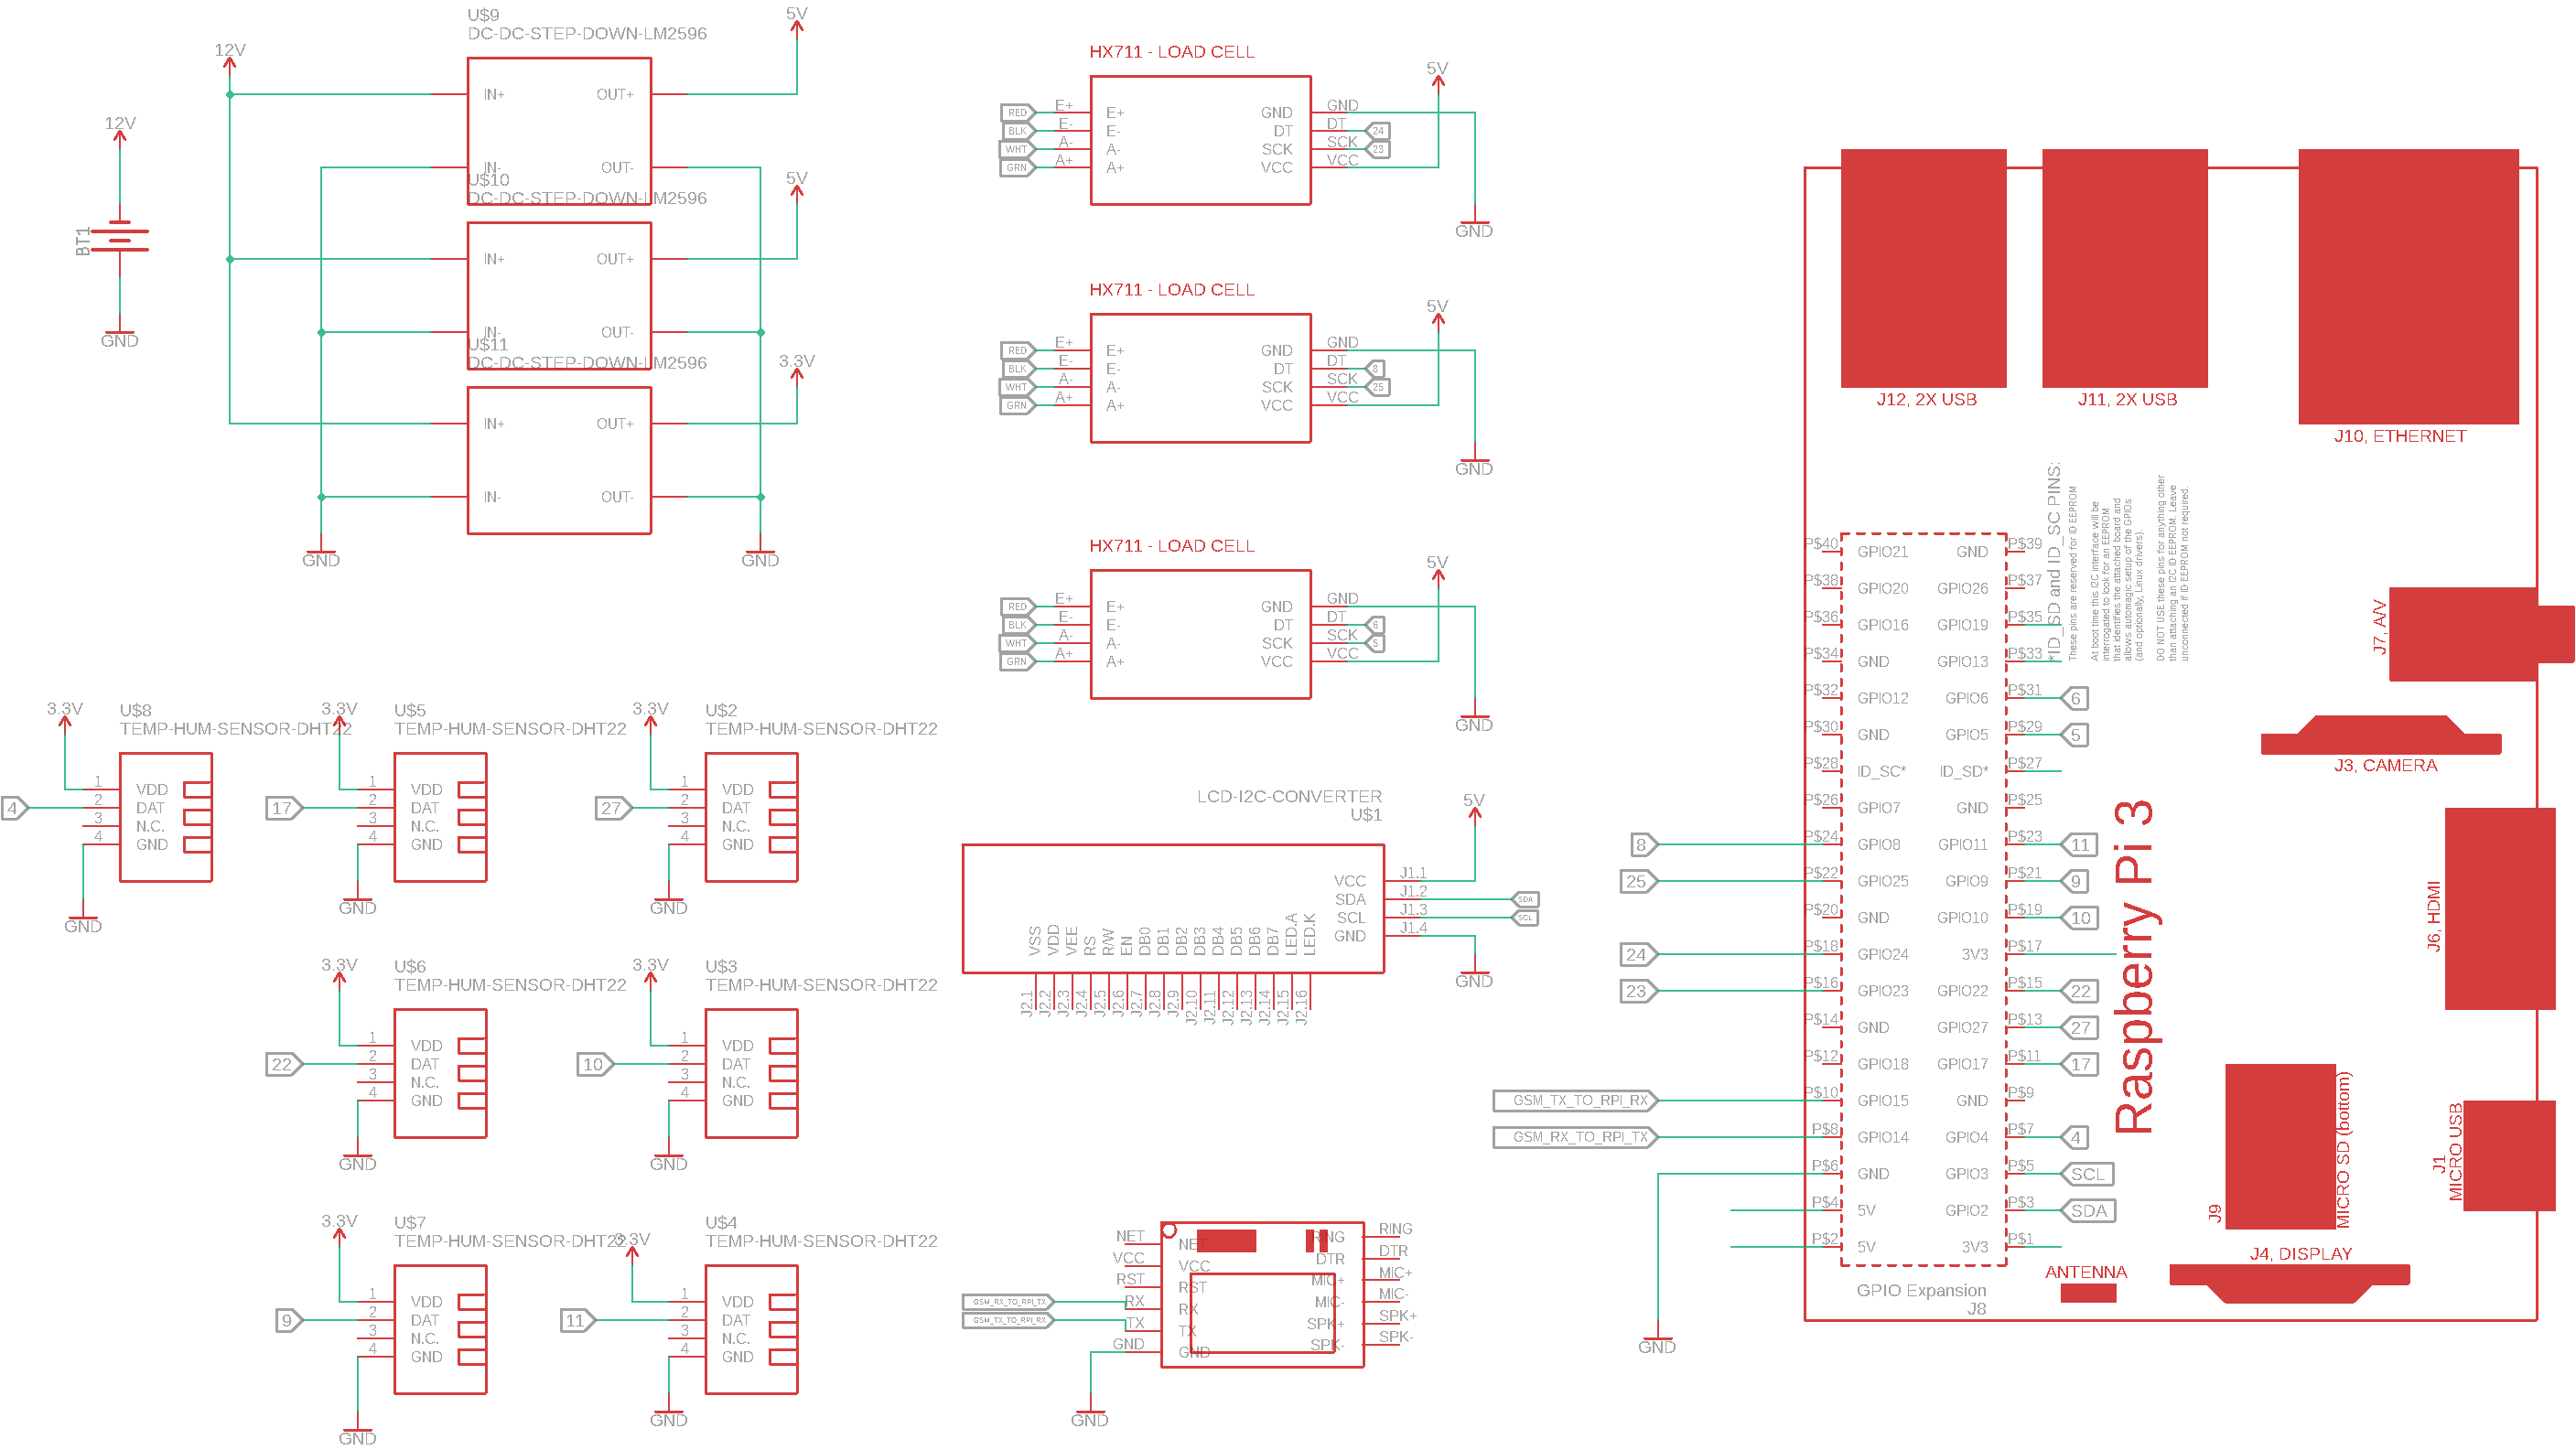 U$9
DC-DC-STEP-DOWN-LM2596
12V
5V
IN+
OUT+
IN-
OUT-
U$10
DC-DC-STEP-DOWN-LM2596
5V
IN+
OUT+
IN-
OUT-
U$11
DC-DC-STEP-DOWN-LM2596
3.3V
IN+
OUT+
IN-
OUT-
GND
GND
12V
BT1
GND
HX711 - LOAD CELL
5V
RED E+ E+ GND GND
BLK E- E- DT DT 24
WHT A- A- SCK SCK 23
GRN A+ A+ VCC VCC
GND
HX711 - LOAD CELL
5V
RED E+ E+ GND GND
BLK E- E- DT DT 8
WHT A- A- SCK SCK 25
GRN A+ A+ VCC VCC
GND
HX711 - LOAD CELL
5V
RED E+ E+ GND GND
BLK E- E- DT DT 6
WHT A- A- SCK SCK 5
GRN A+ A+ VCC VCC
GND
3.3V
U$8
TEMP-HUM-SENSOR-DHT22
1 VDD
4 2 DAT
3 N.C.
4 GND
GND
3.3V
U$5
TEMP-HUM-SENSOR-DHT22
1 VDD
17 2 DAT
3 N.C.
4 GND
GND
3.3V
U$2
TEMP-HUM-SENSOR-DHT22
1 VDD
27 2 DAT
3 N.C.
4 GND
GND
3.3V
U$6
TEMP-HUM-SENSOR-DHT22
1 VDD
22 2 DAT
3 N.C.
4 GND
GND
3.3V
U$3
TEMP-HUM-SENSOR-DHT22
1 VDD
10 2 DAT
3 N.C.
4 GND
GND
3.3V
U$7
TEMP-HUM-SENSOR-DHT22
1 VDD
9 2 DAT
3 N.C.
4 GND
GND
3.3V
U$4
TEMP-HUM-SENSOR-DHT22
1 VDD
11 2 DAT
3 N.C.
4 GND
GND
LCD-I2C-CONVERTER
U$1
5V
VCC J1.1
SDA J1.2 SDA
SCL J1.3 SCL
GND J1.4
GND
VSS VDD VEE RS R/W EN DB0 DB1 DB2 DB3 DB4 DB5 DB6 DB7 LED.A LED.K
J2.1 J2.2 J2.3 J2.4 J2.5 J2.6 J2.7 J2.8 J2.9 J2.10 J2.11 J2.12 J2.13 J2.14 J2.15 J2.16
NET NET RING RING
VCC VCC DTR DTR
RST RST MIC+ MIC+
GSM_RX_TO_RPI_TX RX RX MIC- MIC-
GSM_TX_TO_RPI_RX TX TX SPK+ SPK+
GND GND SPK- SPK-
GND
J12, 2X USB
J11, 2X USB
J10, ETHERNET
*ID_SD and ID_SC PINS:
These pins are reserved for ID EEPROM
At boot time this I2C interface will be
interrogated to look for an EEPROM
that identifies the attached board and
allows automagic setup of the GPIOs
(and optionally, Linux drivers).
DO NOT USE these pins for anything other
than attaching an I2C ID EEPROM. Leave
unconnected if ID EEPROM not required.
P$40 GPIO21 GND P$39
P$38 GPIO20 GPIO26 P$37
P$36 GPIO16 GPIO19 P$35
P$34 GND GPIO13 P$33
P$32 GPIO12 GPIO6 P$31 6
P$30 GND GPIO5 P$29 5
P$28 ID_SC* ID_SD* P$27
P$26 GPIO7 GND P$25
8 P$24 GPIO8 GPIO11 P$23 11
25 P$22 GPIO25 GPIO9 P$21 9
P$20 GND GPIO10 P$19 10
24 P$18 GPIO24 3V3 P$17
23 P$16 GPIO23 GPIO22 P$15 22
P$14 GND GPIO27 P$13 27
P$12 GPIO18 GPIO17 P$11 17
GSM_TX_TO_RPI_RX P$10 GPIO15 GND P$9
GSM_RX_TO_RPI_TX P$8 GPIO14 GPIO4 P$7 4
P$6 GND GPIO3 P$5 SCL
P$4 5V GPIO2 P$3 SDA
P$2 5V 3V3 P$1
GND
GPIO Expansion
J8
ANTENNA
Raspberry Pi 3
J7, A/V
J3, CAMERA
J6, HDMI
J9
MICRO SD (bottom)
J1
MICRO USB
J4, DISPLAY